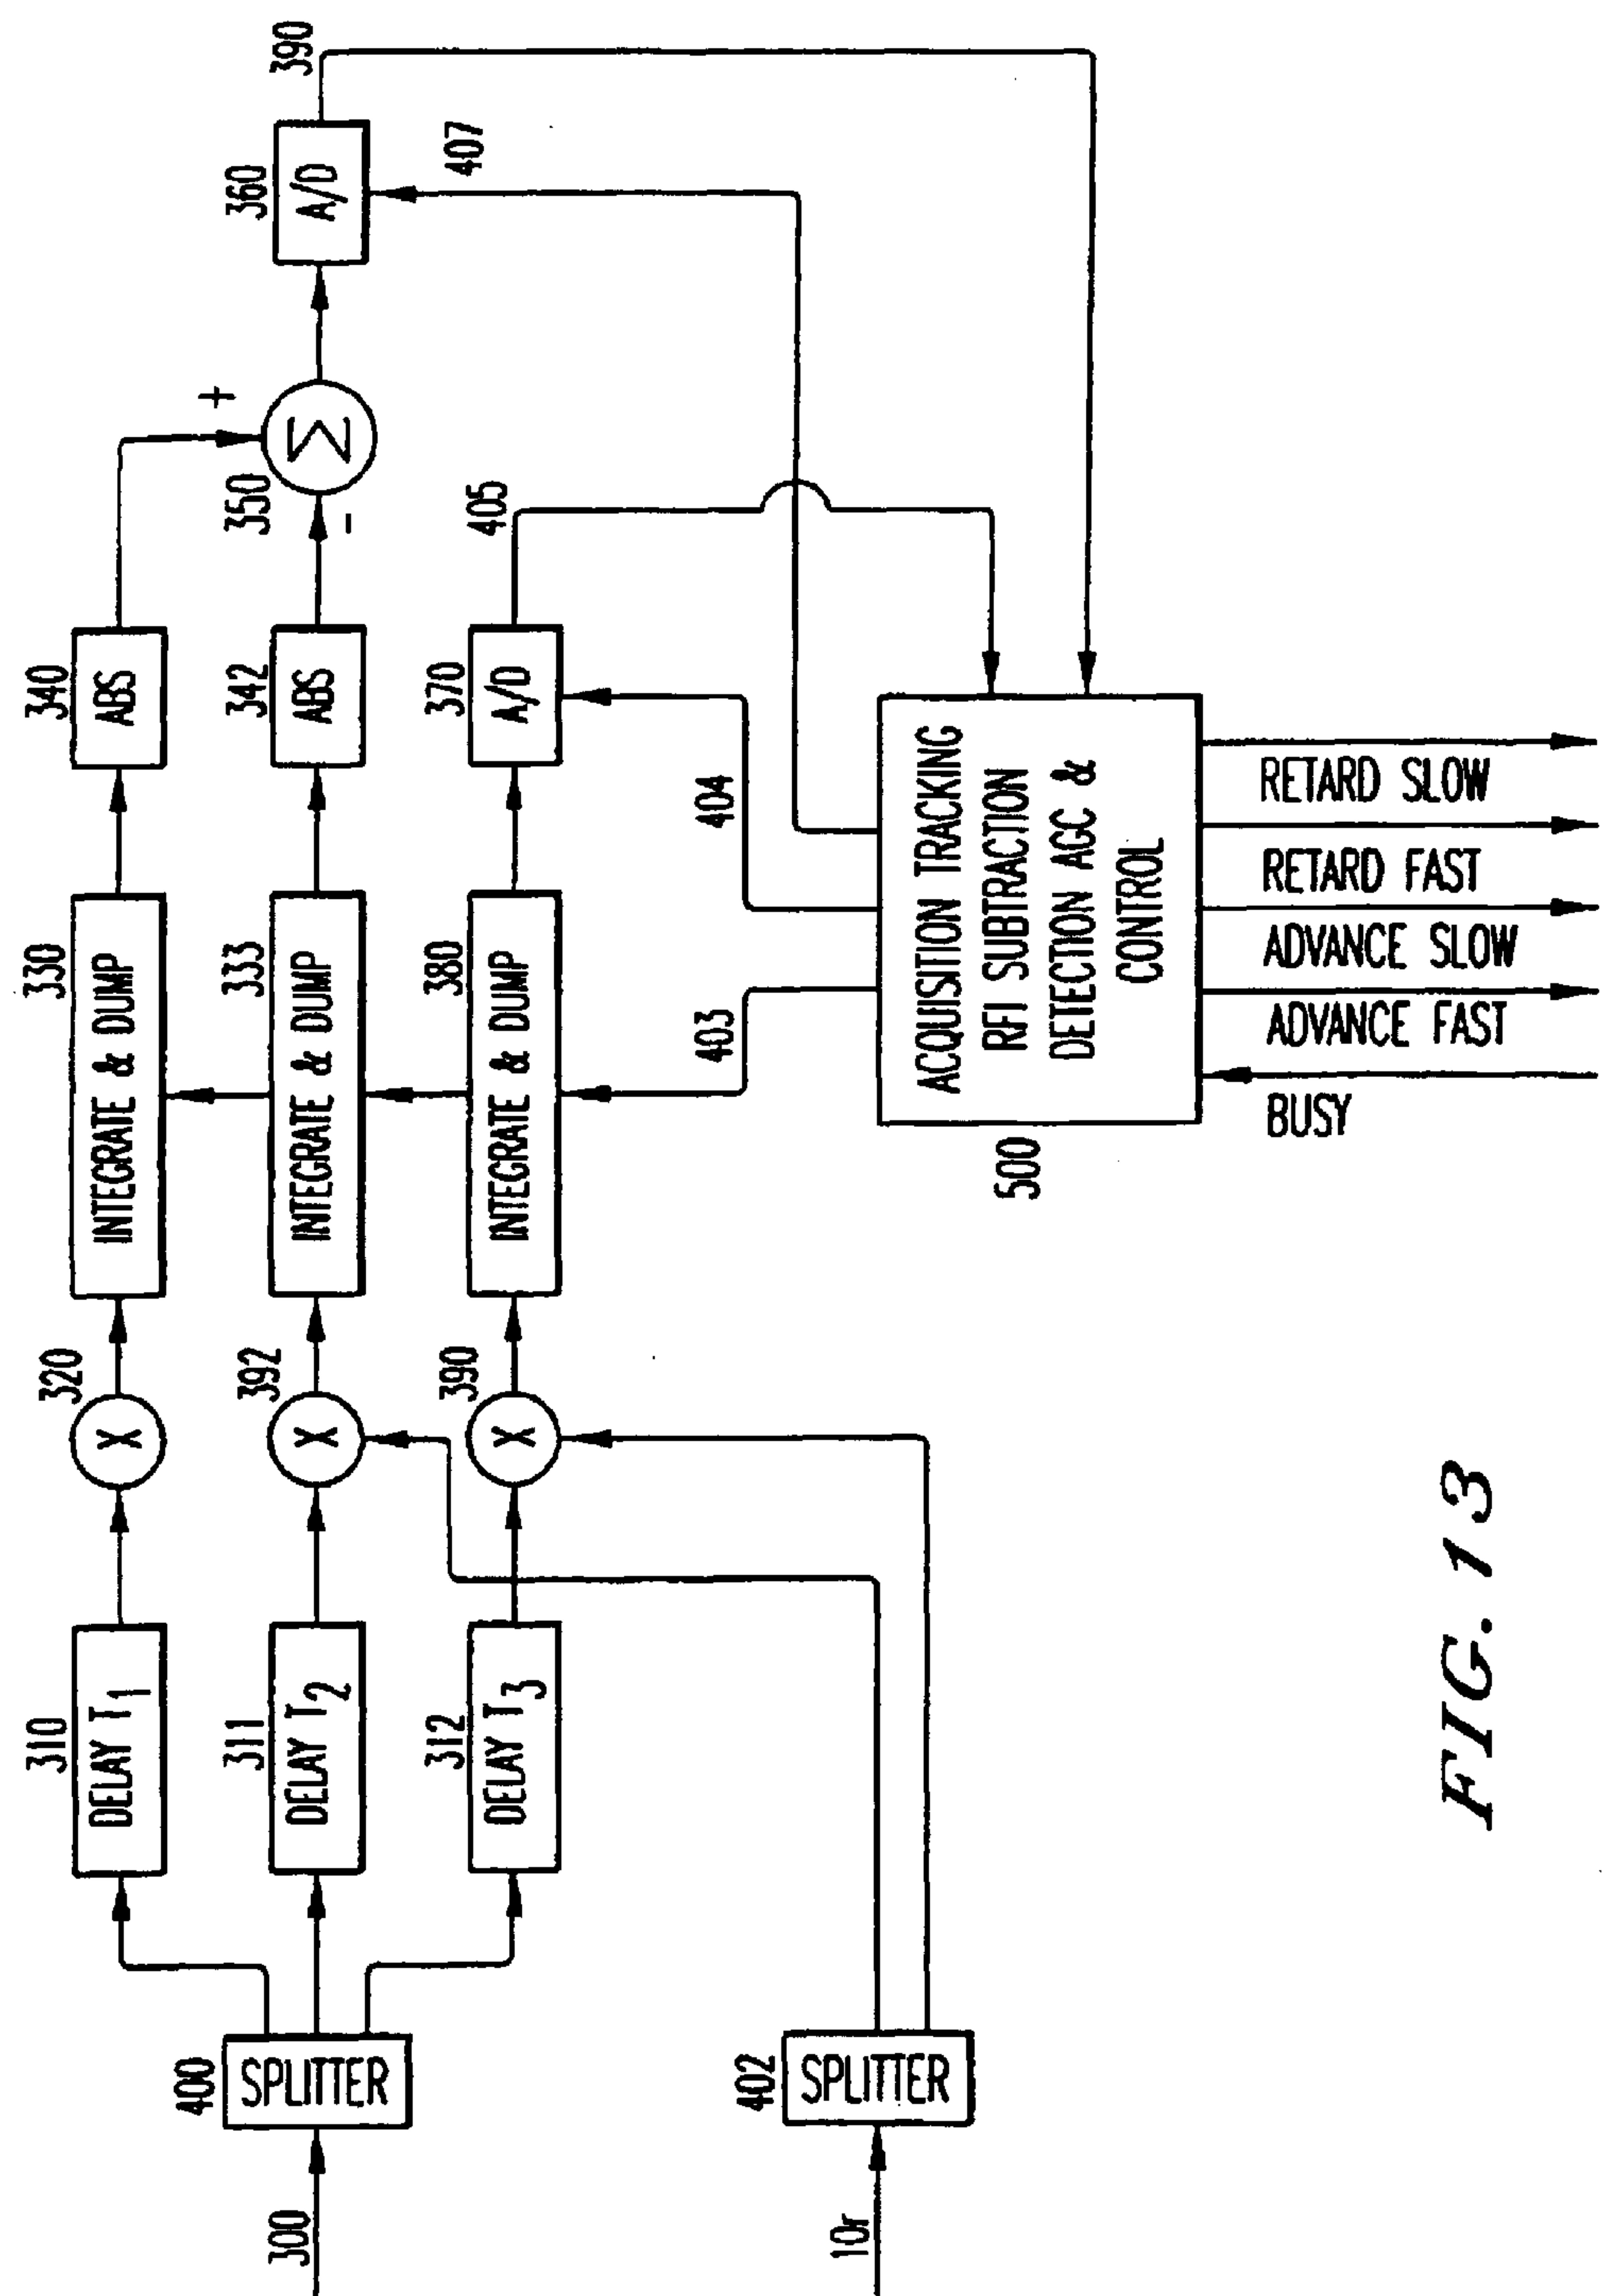 300
400
SPLITTER
310
DELAY T1
320
X
330
INTEGRATE & DUMP
340
ABS
311
DELAY T2
392
X
333
INTEGRATE & DUMP
342
ABS
350
Σ
+
-
360
A/D
390
407
312
DELAY T3
390
X
380
INTEGRATE & DUMP
370
A/D
405
403
404
10r
402
SPLITTER
500
ACQUISITION TRACKING
RFI SUBTRACTION
DETECTION AGC &
CONTROL
BUSY
ADVANCE FAST
ADVANCE SLOW
RETARD FAST
RETARD SLOW
FIG. 13